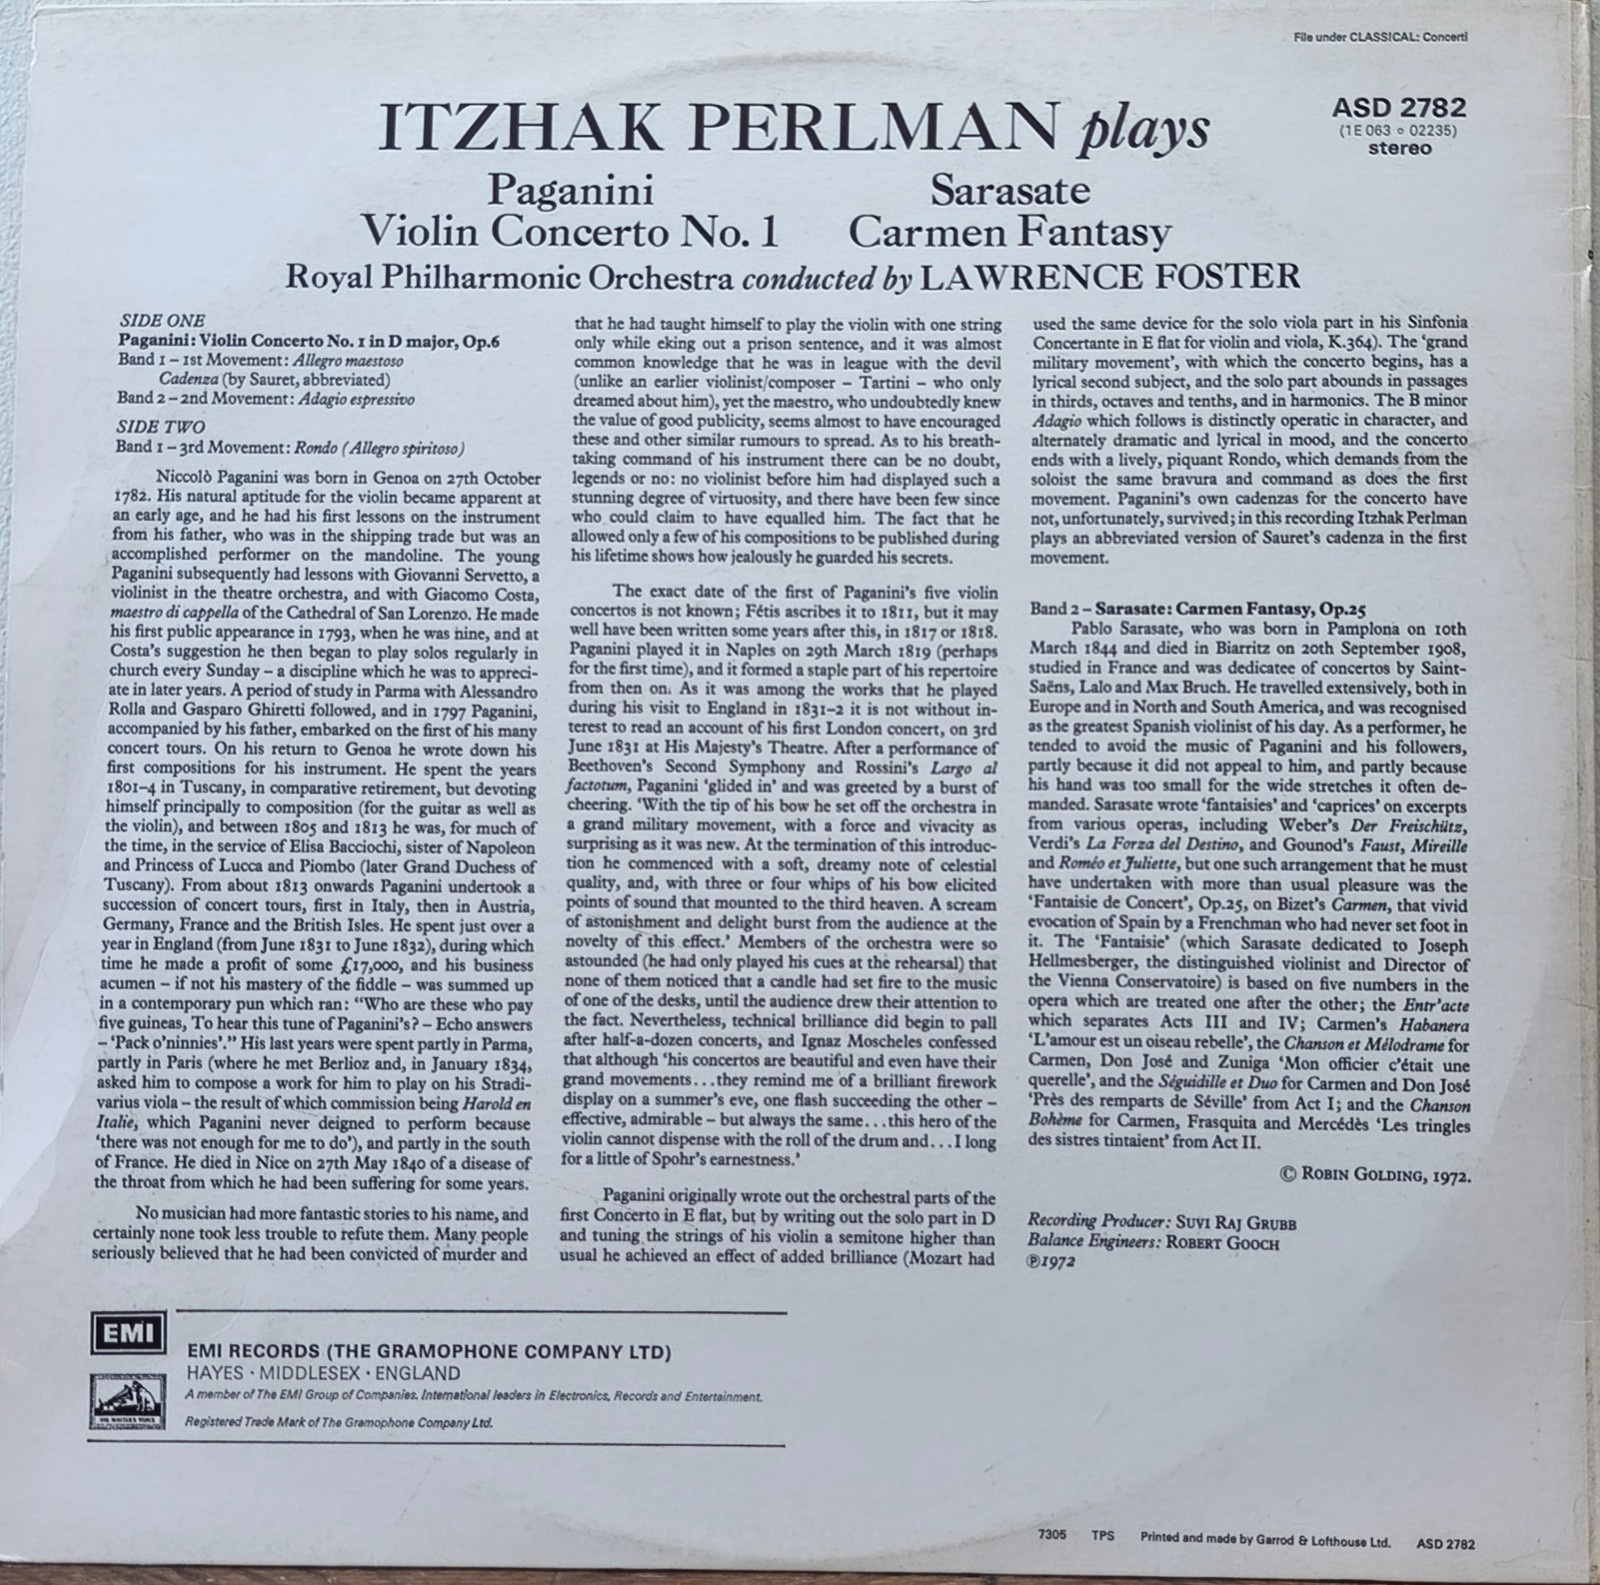 File under CLASSICAL: Concerti
ITZHAK PERLMAN plays
ASD 2782
(1E 063 ○ 02235)
stereo
Paganini
Violin Concerto No. 1
Sarasate
Carmen Fantasy
Royal Philharmonic Orchestra conducted by LAWRENCE FOSTER
SIDE ONE
Paganini: Violin Concerto No. 1 in D major, Op.6
Band 1 – 1st Movement: Allegro maestoso
Cadenza (by Sauret, abbreviated)
Band 2 – 2nd Movement: Adagio espressivo
SIDE TWO
Band 1 – 3rd Movement: Rondo (Allegro spiritoso)
Niccolò Paganini was born in Genoa on 27th October
1782. His natural aptitude for the violin became apparent at
an early age, and he had his first lessons on the instrument
from his father, who was in the shipping trade but was an
accomplished performer on the mandoline. The young
Paganini subsequently had lessons with Giovanni Servetto, a
violinist in the theatre orchestra, and with Giacomo Costa,
maestro di cappella of the Cathedral of San Lorenzo. He made
his first public appearance in 1793, when he was nine, and at
Costa's suggestion he then began to play solos regularly in
church every Sunday – a discipline which he was to appreci-
ate in later years. A period of study in Parma with Alessandro
Rolla and Gasparo Ghiretti followed, and in 1797 Paganini,
accompanied by his father, embarked on the first of his many
concert tours. On his return to Genoa he wrote down his
first compositions for his instrument. He spent the years
1801–4 in Tuscany, in comparative retirement, but devoting
himself principally to composition (for the guitar as well as
the violin), and between 1805 and 1813 he was, for much of
the time, in the service of Elisa Bacciochi, sister of Napoleon
and Princess of Lucca and Piombo (later Grand Duchess of
Tuscany). From about 1813 onwards Paganini undertook a
succession of concert tours, first in Italy, then in Austria,
Germany, France and the British Isles. He spent just over a
year in England (from June 1831 to June 1832), during which
time he made a profit of some £17,000, and his business
acumen – if not his mastery of the fiddle – was summed up
in a contemporary pun which ran: "Who are these who pay
five guineas, To hear this tune of Paganini's? – Echo answers
– 'Pack o'ninnies'." His last years were spent partly in Parma,
partly in Paris (where he met Berlioz and, in January 1834,
asked him to compose a work for him to play on his Stradi-
varius viola – the result of which commission being Harold en
Italie, which Paganini never deigned to perform because
'there was not enough for me to do'), and partly in the south
of France. He died in Nice on 27th May 1840 of a disease of
the throat from which he had been suffering for some years.
No musician had more fantastic stories to his name, and
certainly none took less trouble to refute them. Many people
seriously believed that he had been convicted of murder and
that he had taught himself to play the violin with one string
only while eking out a prison sentence, and it was almost
common knowledge that he was in league with the devil
(unlike an earlier violinist/composer – Tartini – who only
dreamed about him), yet the maestro, who undoubtedly knew
the value of good publicity, seems almost to have encouraged
these and other similar rumours to spread. As to his breath-
taking command of his instrument there can be no doubt,
legends or no: no violinist before him had displayed such a
stunning degree of virtuosity, and there have been few since
who could claim to have equalled him. The fact that he
allowed only a few of his compositions to be published during
his lifetime shows how jealously he guarded his secrets.
The exact date of the first of Paganini's five violin
concertos is not known; Fétis ascribes it to 1811, but it may
well have been written some years after this, in 1817 or 1818.
Paganini played it in Naples on 29th March 1819 (perhaps
for the first time), and it formed a staple part of his repertoire
from then on. As it was among the works that he played
during his visit to England in 1831–2 it is not without in-
terest to read an account of his first London concert, on 3rd
June 1831 at His Majesty's Theatre. After a performance of
Beethoven's Second Symphony and Rossini's Largo al
factotum, Paganini 'glided in' and was greeted by a burst of
cheering. 'With the tip of his bow he set off the orchestra in
a grand military movement, with a force and vivacity as
surprising as it was new. At the termination of this introduc-
tion he commenced with a soft, dreamy note of celestial
quality, and, with three or four whips of his bow elicited
points of sound that mounted to the third heaven. A scream
of astonishment and delight burst from the audience at the
novelty of this effect.' Members of the orchestra were so
astounded (he had only played his cues at the rehearsal) that
none of them noticed that a candle had set fire to the music
of one of the desks, until the audience drew their attention to
the fact. Nevertheless, technical brilliance did begin to pall
after half-a-dozen concerts, and Ignaz Moscheles confessed
that although 'his concertos are beautiful and even have their
grand movements...they remind me of a brilliant firework
display on a summer's eve, one flash succeeding the other –
effective, admirable – but always the same...this hero of the
violin cannot dispense with the roll of the drum and...I long
for a little of Spohr's earnestness.'
Paganini originally wrote out the orchestral parts of the
first Concerto in E flat, but by writing out the solo part in D
and tuning the strings of his violin a semitone higher than
usual he achieved an effect of added brilliance (Mozart had
used the same device for the solo viola part in his Sinfonia
Concertante in E flat for violin and viola, K.364). The 'grand
military movement', with which the concerto begins, has a
lyrical second subject, and the solo part abounds in passages
in thirds, octaves and tenths, and in harmonics. The B minor
Adagio which follows is distinctly operatic in character, and
alternately dramatic and lyrical in mood, and the concerto
ends with a lively, piquant Rondo, which demands from the
soloist the same bravura and command as does the first
movement. Paganini's own cadenzas for the concerto have
not, unfortunately, survived; in this recording Itzhak Perlman
plays an abbreviated version of Sauret's cadenza in the first
movement.
Band 2 – Sarasate: Carmen Fantasy, Op.25
Pablo Sarasate, who was born in Pamplona on 10th
March 1844 and died in Biarritz on 20th September 1908,
studied in France and was dedicatee of concertos by Saint-
Saëns, Lalo and Max Bruch. He travelled extensively, both in
Europe and in North and South America, and was recognised
as the greatest Spanish violinist of his day. As a performer, he
tended to avoid the music of Paganini and his followers,
partly because it did not appeal to him, and partly because
his hand was too small for the wide stretches it often de-
manded. Sarasate wrote 'fantaisies' and 'caprices' on excerpts
from various operas, including Weber's Der Freischütz,
Verdi's La Forza del Destino, and Gounod's Faust, Mireille
and Roméo et Juliette, but one such arrangement that he must
have undertaken with more than usual pleasure was the
'Fantaisie de Concert', Op.25, on Bizet's Carmen, that vivid
evocation of Spain by a Frenchman who had never set foot in
it. The 'Fantaisie' (which Sarasate dedicated to Joseph
Hellmesberger, the distinguished violinist and Director of
the Vienna Conservatoire) is based on five numbers in the
opera which are treated one after the other; the Entr'acte
which separates Acts III and IV; Carmen's Habanera
'L'amour est un oiseau rebelle', the Chanson et Mélodrame for
Carmen, Don José and Zuniga 'Mon officier c'était une
querelle', and the Séguidille et Duo for Carmen and Don José
'Près des remparts de Séville' from Act I; and the Chanson
Bohème for Carmen, Frasquita and Mercédès 'Les tringles
des sistres tintaient' from Act II.
© ROBIN GOLDING, 1972.
Recording Producer: SUVI RAJ GRUBB
Balance Engineers: ROBERT GOOCH
℗1972
EMI
EMI RECORDS (THE GRAMOPHONE COMPANY LTD)
HAYES · MIDDLESEX · ENGLAND
A member of The EMI Group of Companies. International leaders in Electronics, Records and Entertainment.
HIS MASTER'S VOICE
Registered Trade Mark of The Gramophone Company Ltd.
7305 TPS Printed and made by Garrod & Lofthouse Ltd. ASD 2782